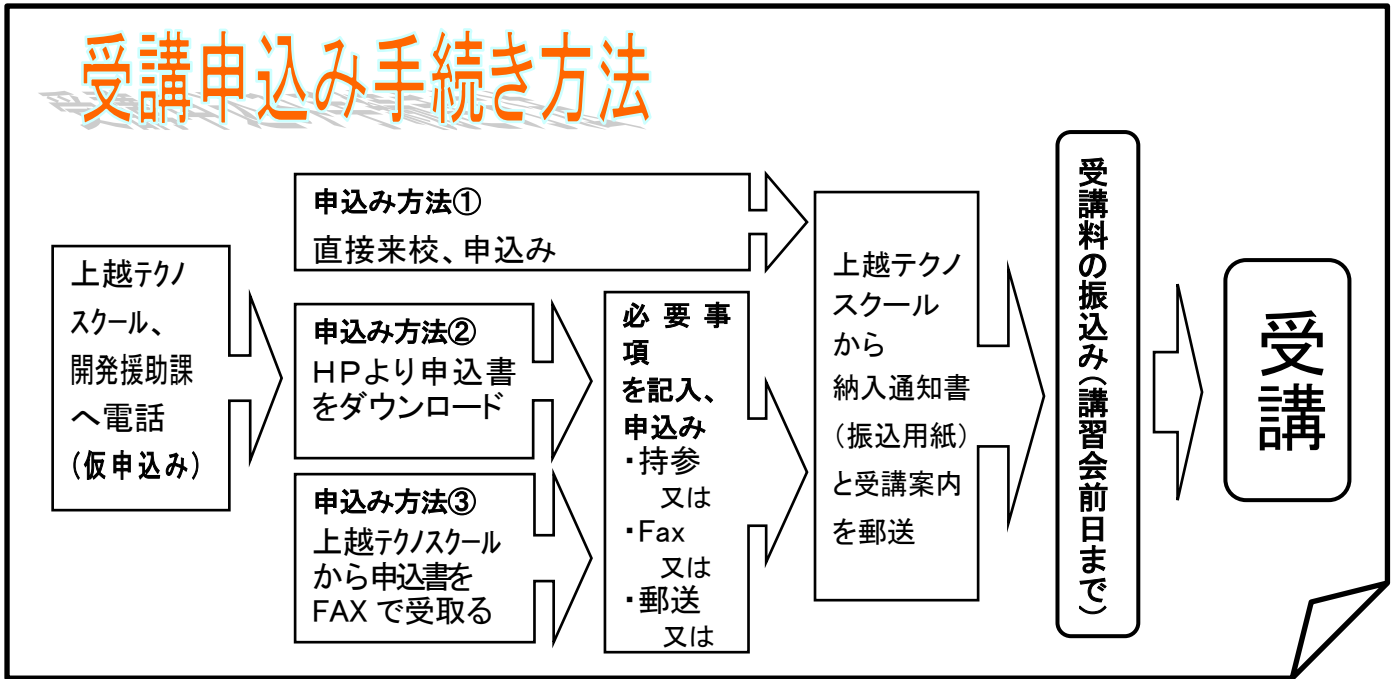 受講申込み手続き方法
上越テクノ
スクール、
開発援助課
へ電話
(仮申込み)
申込み方法①
直接来校、申込み
申込み方法②
HPより申込書
をダウンロード
申込み方法③
上越テクノスクール
から申込書を
FAXで受取る
必要事
項
を記入、
申込み
・持参
又は
・Fax
又は
・郵送
又は
上越テクノ
スクール
から
納入通知書
(振込用紙)
と受講案内
を郵送
受講料の振込み(講習会前日まで)
受講